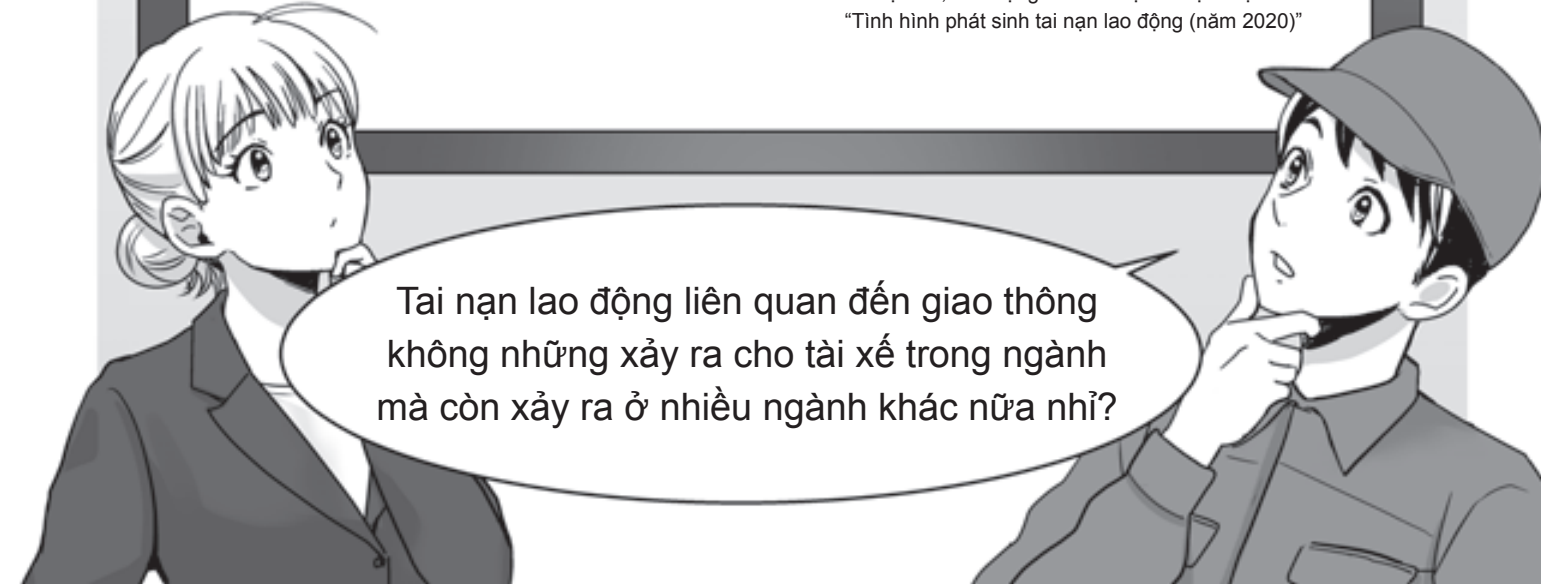 “Tình hình phát sinh tai nạn lao động (năm 2020)”
Tai nạn lao động liên quan đến giao thông
không những xảy ra cho tài xế trong ngành
mà còn xảy ra ở nhiều ngành khác nữa nhỉ?